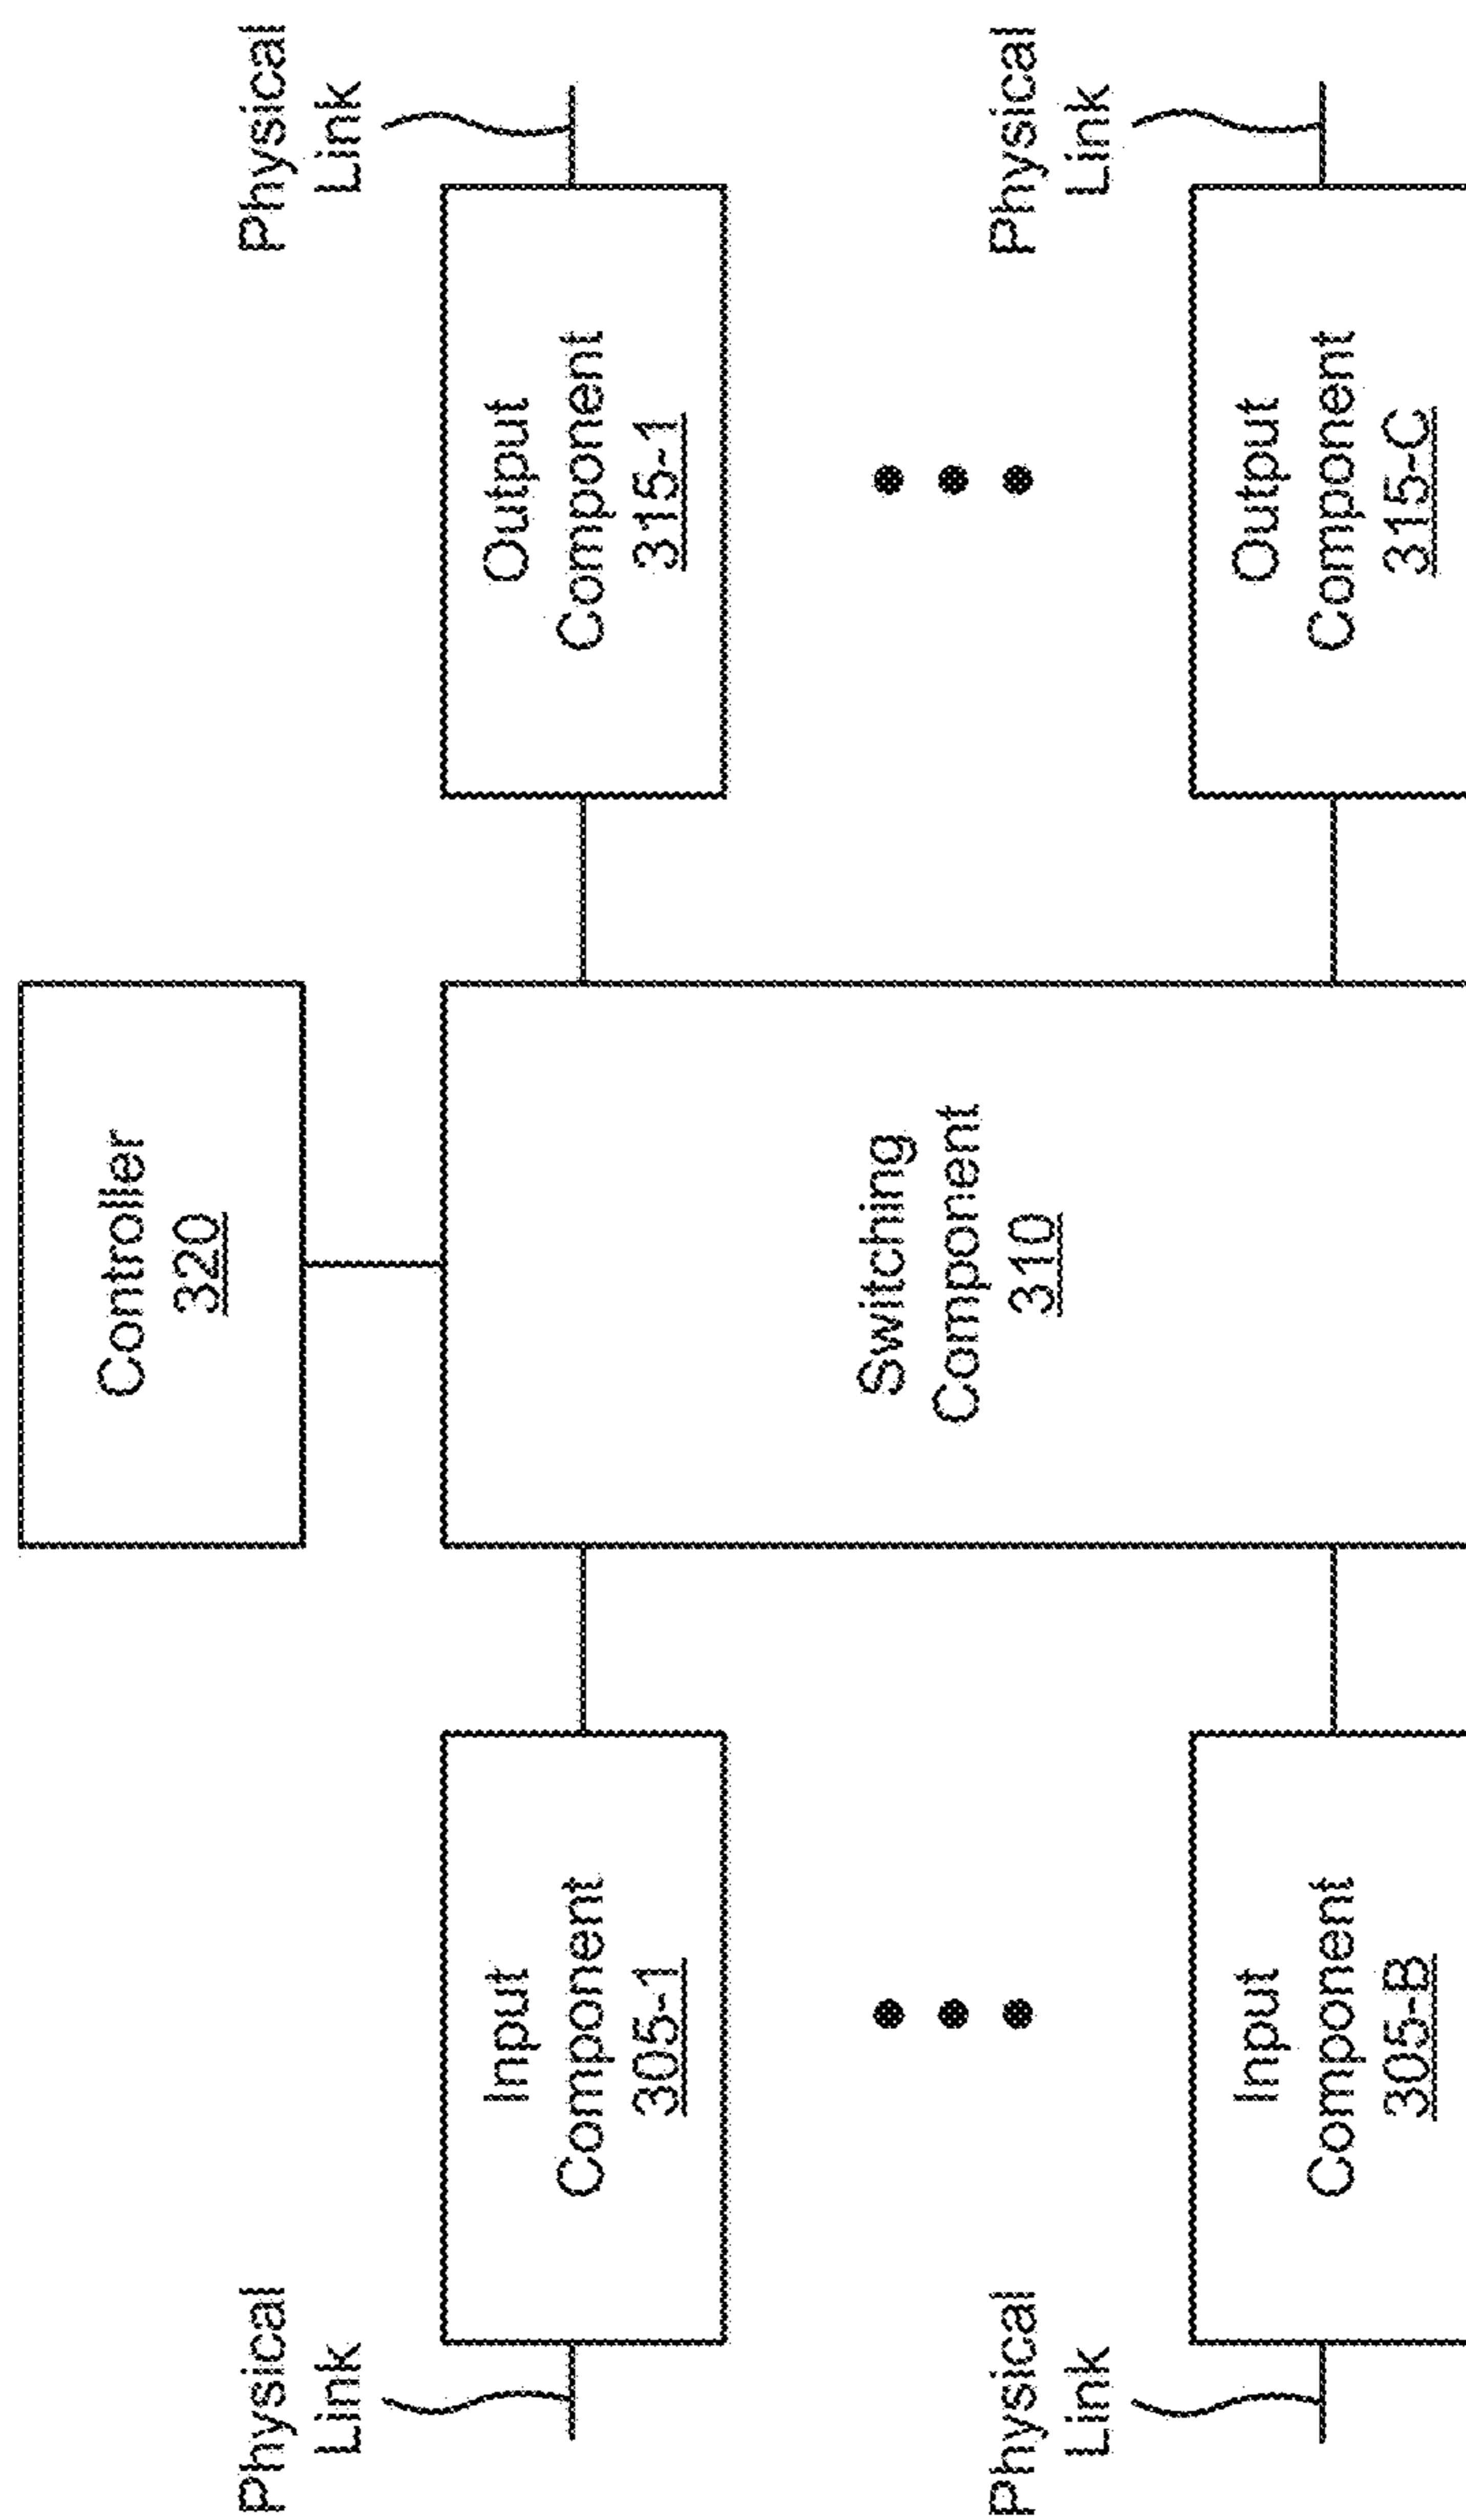 Controller
320
Physical
Link
Physical
Link
Input
Component
305-1
Output
Component
315-1
Switching
Component
310
Physical
Link
Physical
Link
Input
Component
305-B
Output
Component
315-C